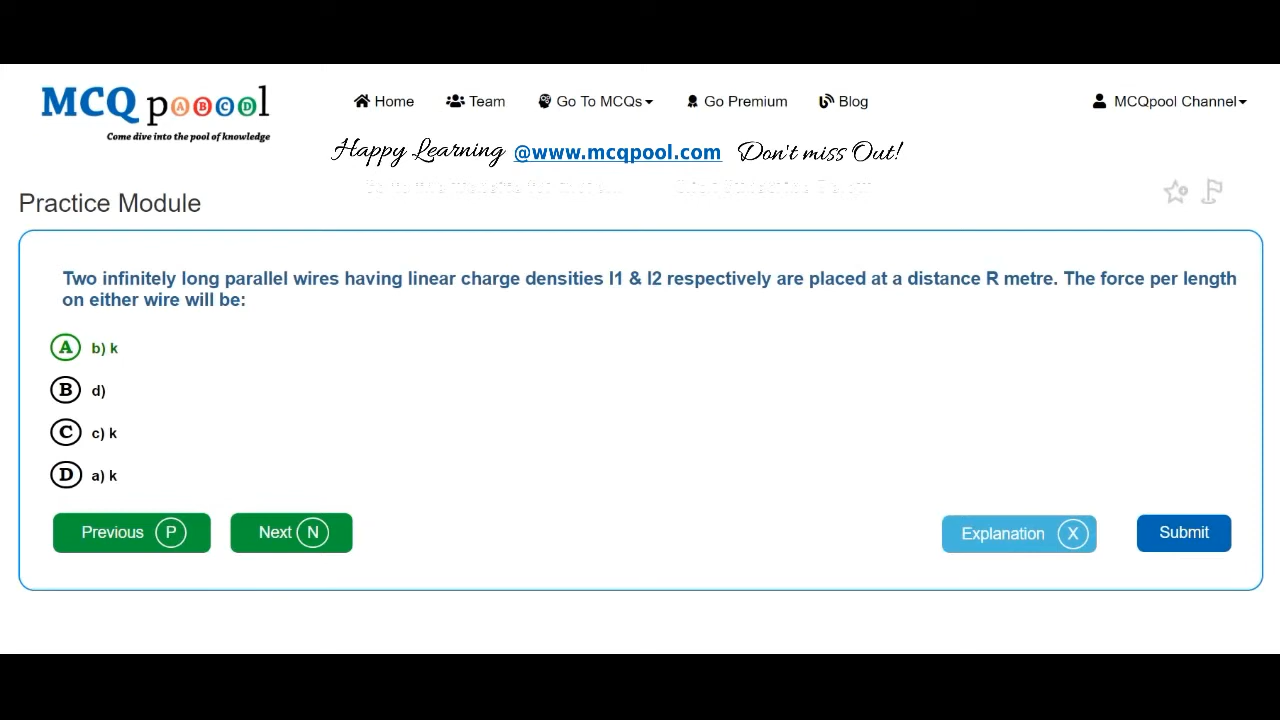 MCQ pool
A B C D
Come dive into the pool of knowledge
Home Team Go To MCQs Go Premium Blog MCQpool Channel
Happy Learning @www.mcqpool.com Don't miss Out!
Practice Module
Two infinitely long parallel wires having linear charge densities l1 & l2 respectively are placed at a distance R metre. The force per length
on either wire will be:
A b) k
B d)
C c) k
D a) k
Previous P Next N Explanation X Submit